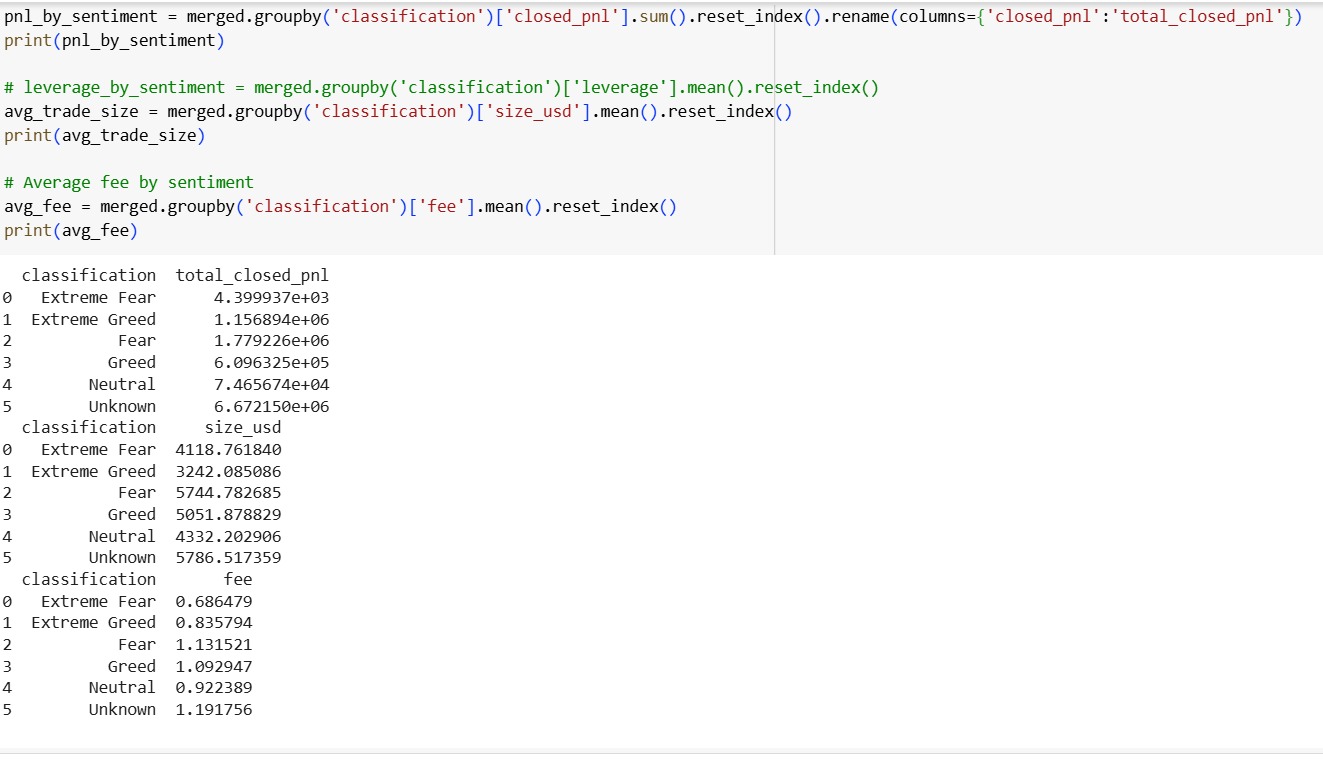 pnl_by_sentiment = merged.groupby('classification')['closed_pnl'].sum().reset_index().rename(columns={'closed_pnl':'total_closed_pnl'})
print(pnl_by_sentiment)
# leverage_by_sentiment = merged.groupby('classification')['leverage'].mean().reset_index()
avg_trade_size = merged.groupby('classification')['size_usd'].mean().reset_index()
print(avg_trade_size)
# Average fee by sentiment
avg_fee = merged.groupby('classification')['fee'].mean().reset_index()
print(avg_fee)
classification total_closed_pnl
0 Extreme Fear 4.399937e+03
1 Extreme Greed 1.156894e+06
2 Fear 1.779226e+06
3 Greed 6.096325e+05
4 Neutral 7.465674e+04
5 Unknown 6.672150e+06
classification size_usd
0 Extreme Fear 4118.761840
1 Extreme Greed 3242.085086
2 Fear 5744.782685
3 Greed 5051.878829
4 Neutral 4332.202906
5 Unknown 5786.517359
classification fee
0 Extreme Fear 0.686479
1 Extreme Greed 0.835794
2 Fear 1.131521
3 Greed 1.092947
4 Neutral 0.922389
5 Unknown 1.191756